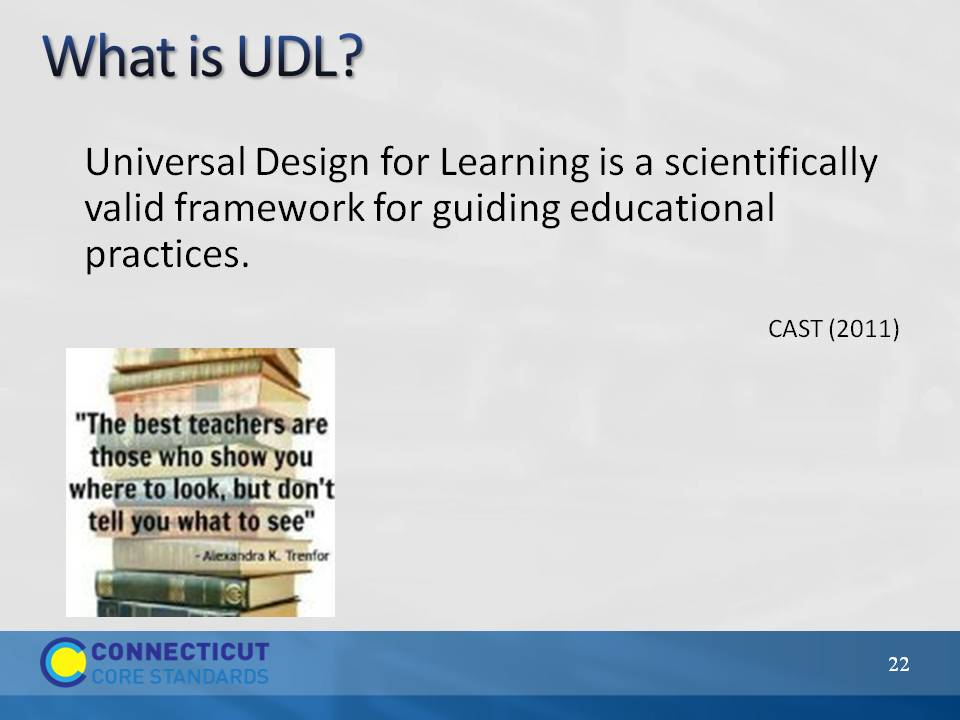 What is UDL?
Universal Design for Learning is a scientifically
valid framework for guiding educational
practices.
CAST (2011)
"The best teachers are
those who show you
where to look, but don't
tell you what to see"
- Alexandra K. Trenfor
CONNECTICUT
CORE STANDARDS
22